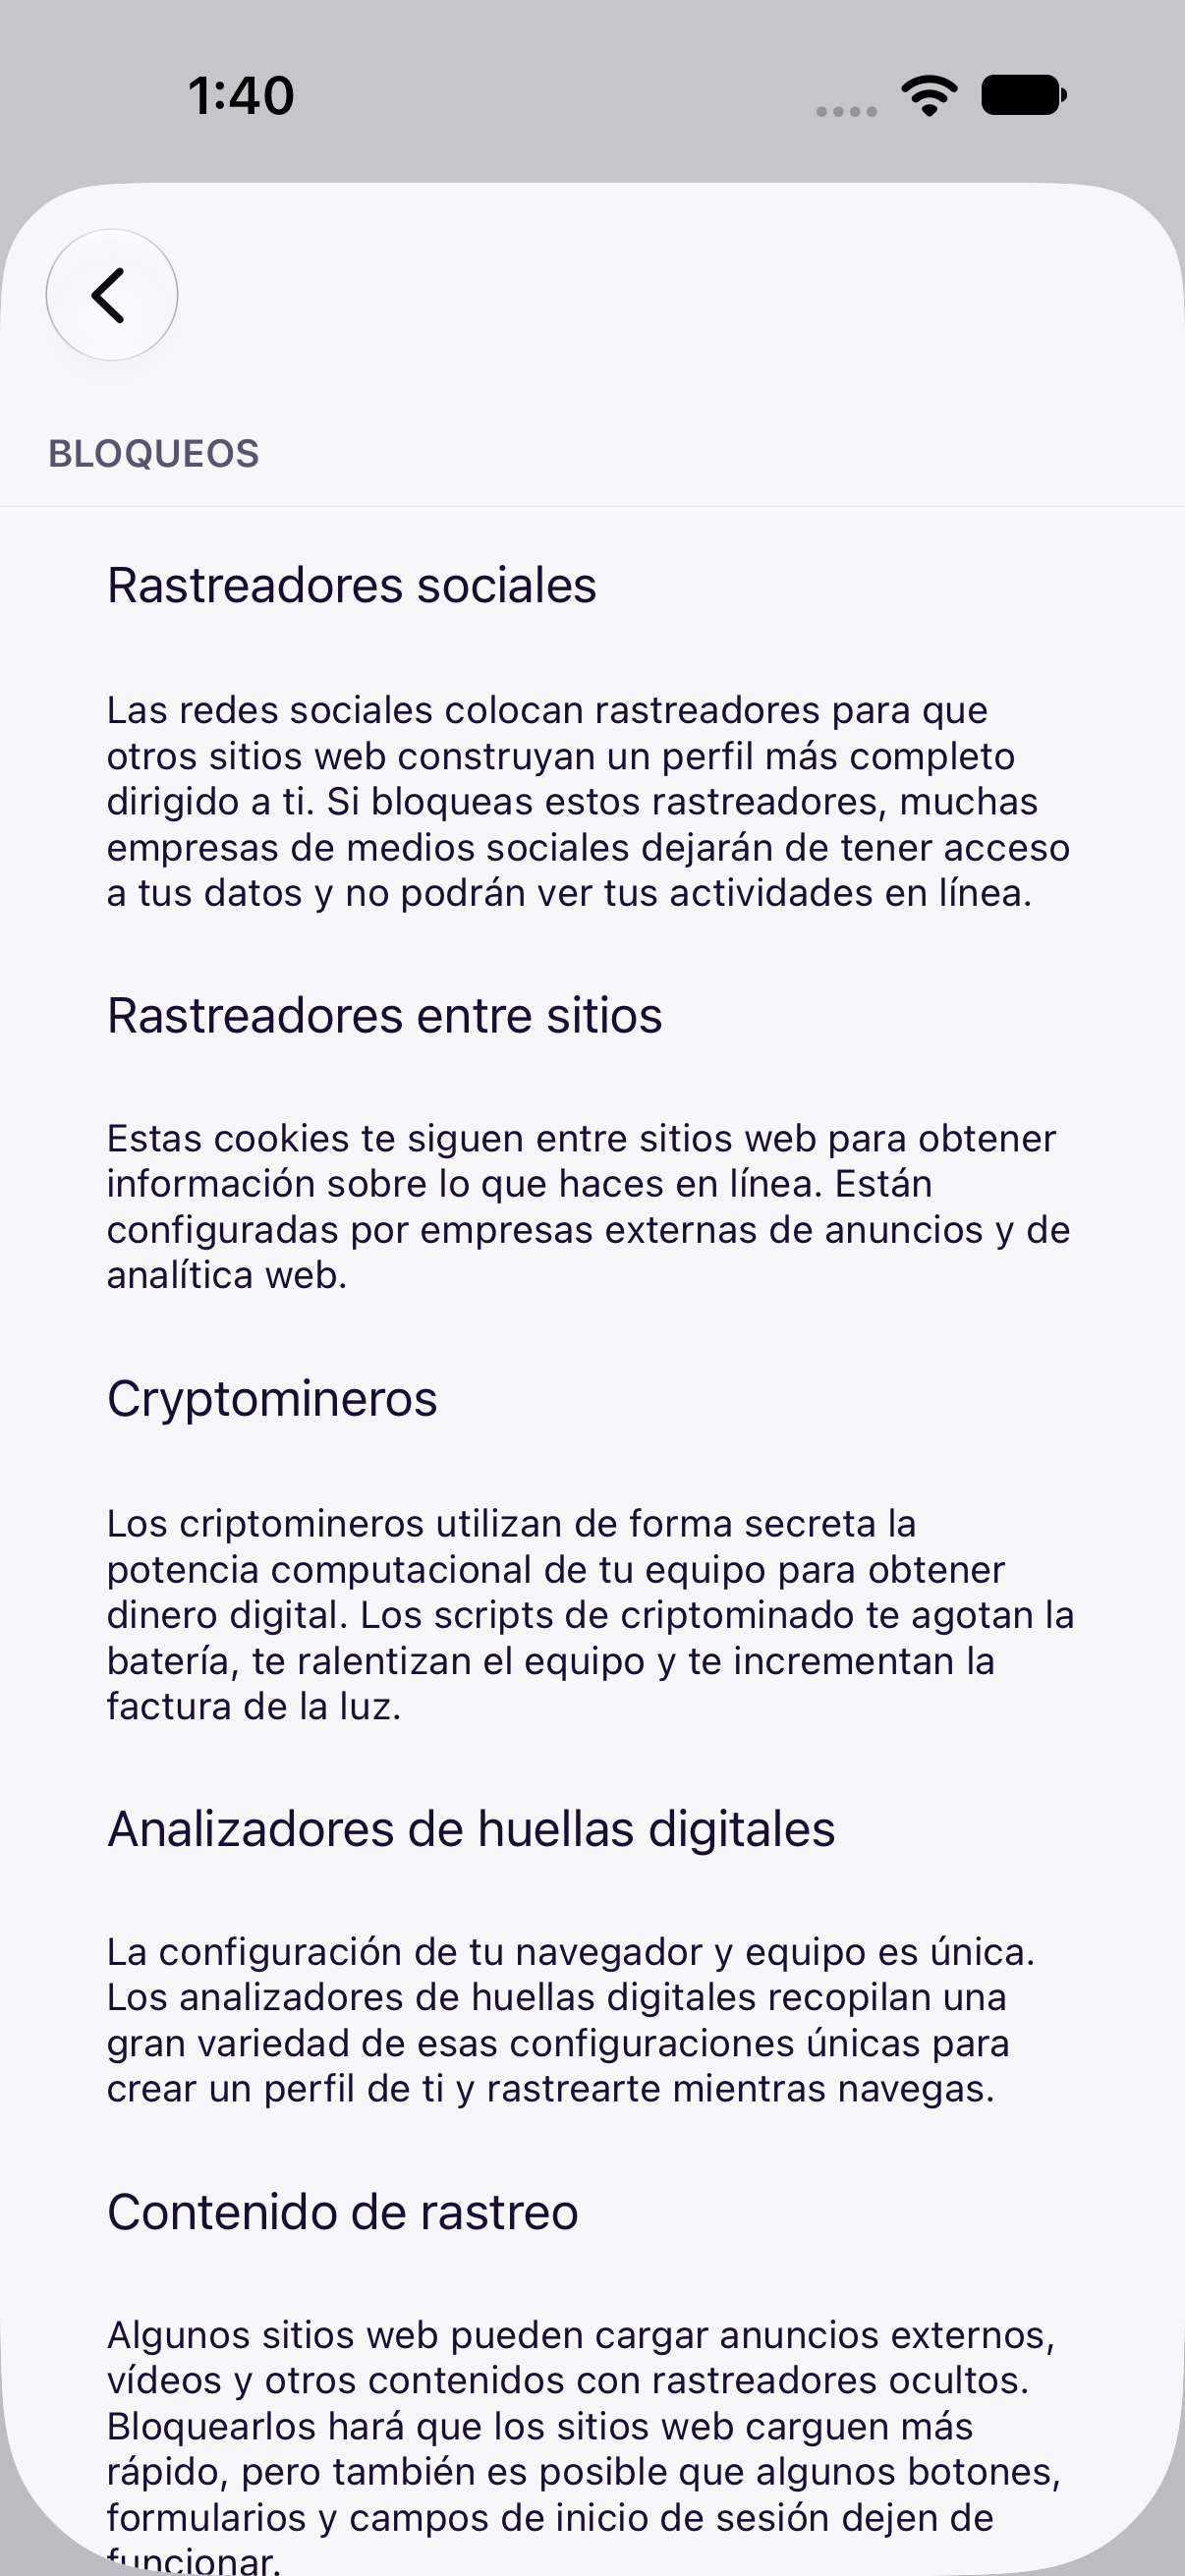 1:40
BLOQUEOS
Rastreadores sociales
Las redes sociales colocan rastreadores para que
otros sitios web construyan un perfil más completo
dirigido a ti. Si bloqueas estos rastreadores, muchas
empresas de medios sociales dejarán de tener acceso
a tus datos y no podrán ver tus actividades en línea.
Rastreadores entre sitios
Estas cookies te siguen entre sitios web para obtener
información sobre lo que haces en línea. Están
configuradas por empresas externas de anuncios y de
analítica web.
Cryptomineros
Los criptomineros utilizan de forma secreta la
potencia computacional de tu equipo para obtener
dinero digital. Los scripts de criptominado te agotan la
batería, te ralentizan el equipo y te incrementan la
factura de la luz.
Analizadores de huellas digitales
La configuración de tu navegador y equipo es única.
Los analizadores de huellas digitales recopilan una
gran variedad de esas configuraciones únicas para
crear un perfil de ti y rastrearte mientras navegas.
Contenido de rastreo
Algunos sitios web pueden cargar anuncios externos,
vídeos y otros contenidos con rastreadores ocultos.
Bloquearlos hará que los sitios web carguen más
rápido, pero también es posible que algunos botones,
formularios y campos de inicio de sesión dejen de
funcionar.